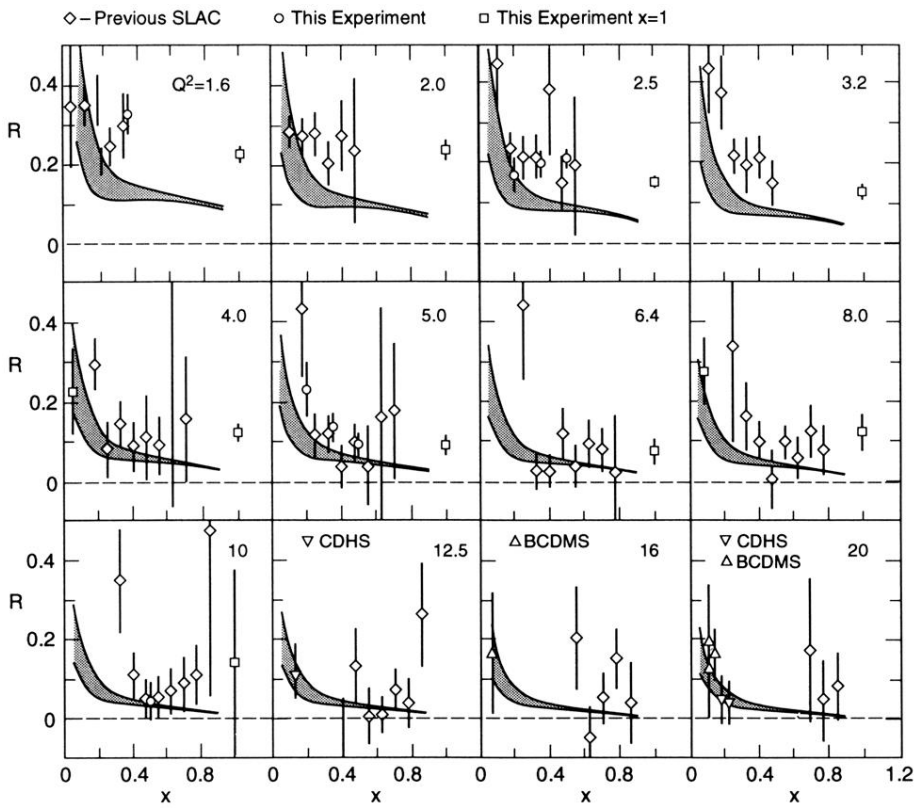 ◇ – Previous SLAC ○ This Experiment □ This Experiment x=1
0.4
R
0.2
0
Q²=1.6
2.0
2.5
3.2
0.4
R
0.2
0
4.0
5.0
6.4
8.0
0.4
R
0.2
0
10
▽ CDHS
12.5
△ BCDMS
16
▽ CDHS
△ BCDMS
20
0 0.4 0.8 0 0.4 0.8 0 0.4 0.8 0 0.4 0.8 1.2
x x x x